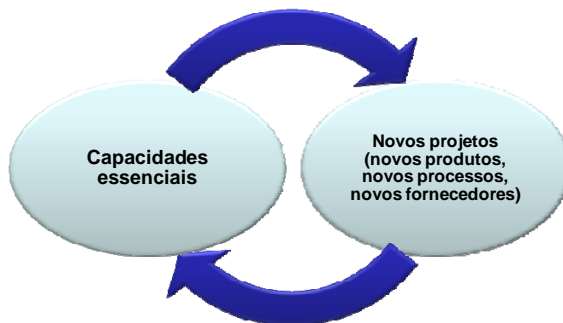 Capacidades
essenciais
Novos projetos
(novos produtos,
novos processos,
novos fornecedores)